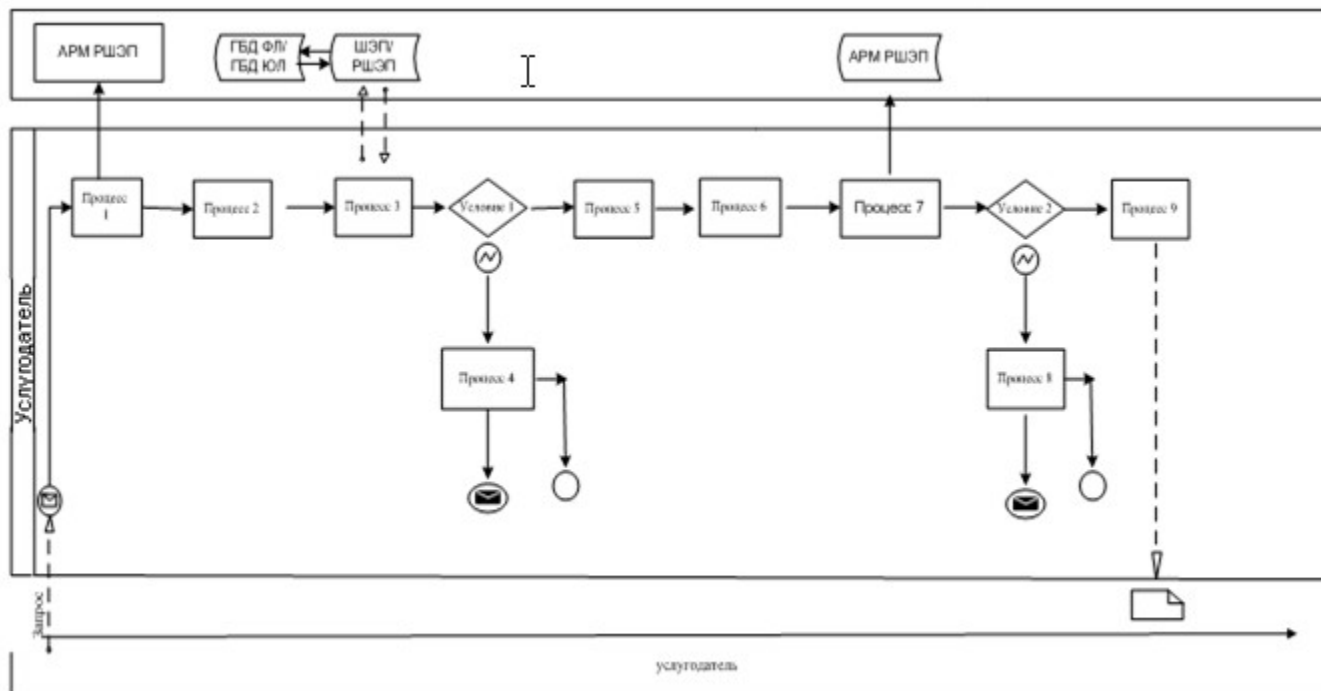 АРМ РШЭП
ГБД ФЛ/
ГБД ЮЛ
ШЭП/
РШЭП
АРМ РШЭП
Процесс
1
Процесс 2
Процесс 3
Условие 1
Процесс 5
Процесс 6
Процесс 7
Условие 2
Процесс 9
Процесс 4
Процесс 8
Услугодатель
Запрос
услугодатель